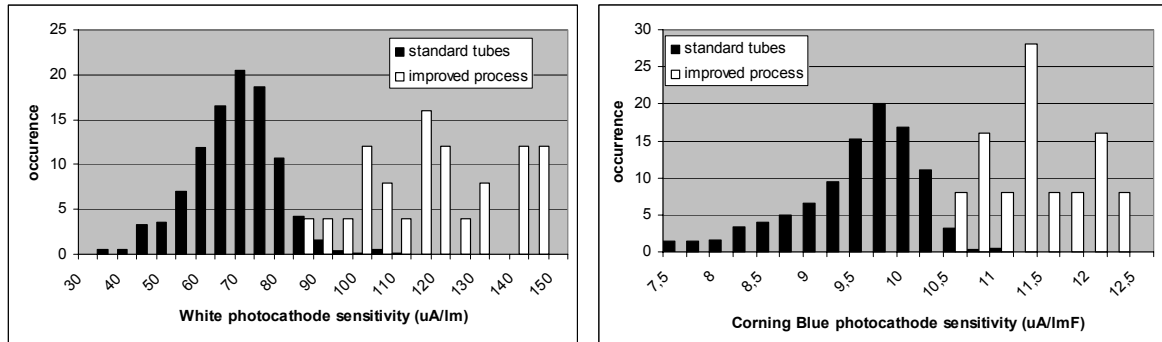 25
20
15
10
5
0
occurence
standard tubes
improved process
30 40 50 60 70 80 90 100 110 120 130 140 150
White photocathode sensitivity (uA/lm)
30
25
20
15
10
5
0
occurrence
standard tubes
improved process
7,5 8 8,5 9 9,5 10 10,5 11 11,5 12 12,5
Corning Blue photocathode sensitivity (uA/lmF)